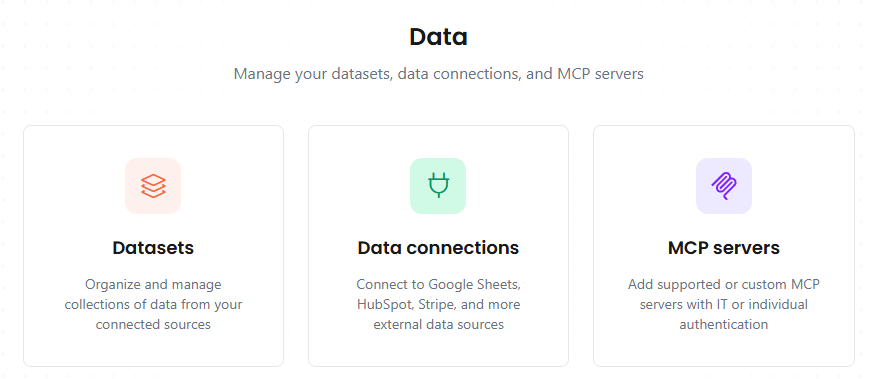 Data
Manage your datasets, data connections, and MCP servers
Datasets
Organize and manage
collections of data from your
connected sources
Data connections
Connect to Google Sheets,
HubSpot, Stripe, and more
external data sources
MCP servers
Add supported or custom MCP
servers with IT or individual
authentication